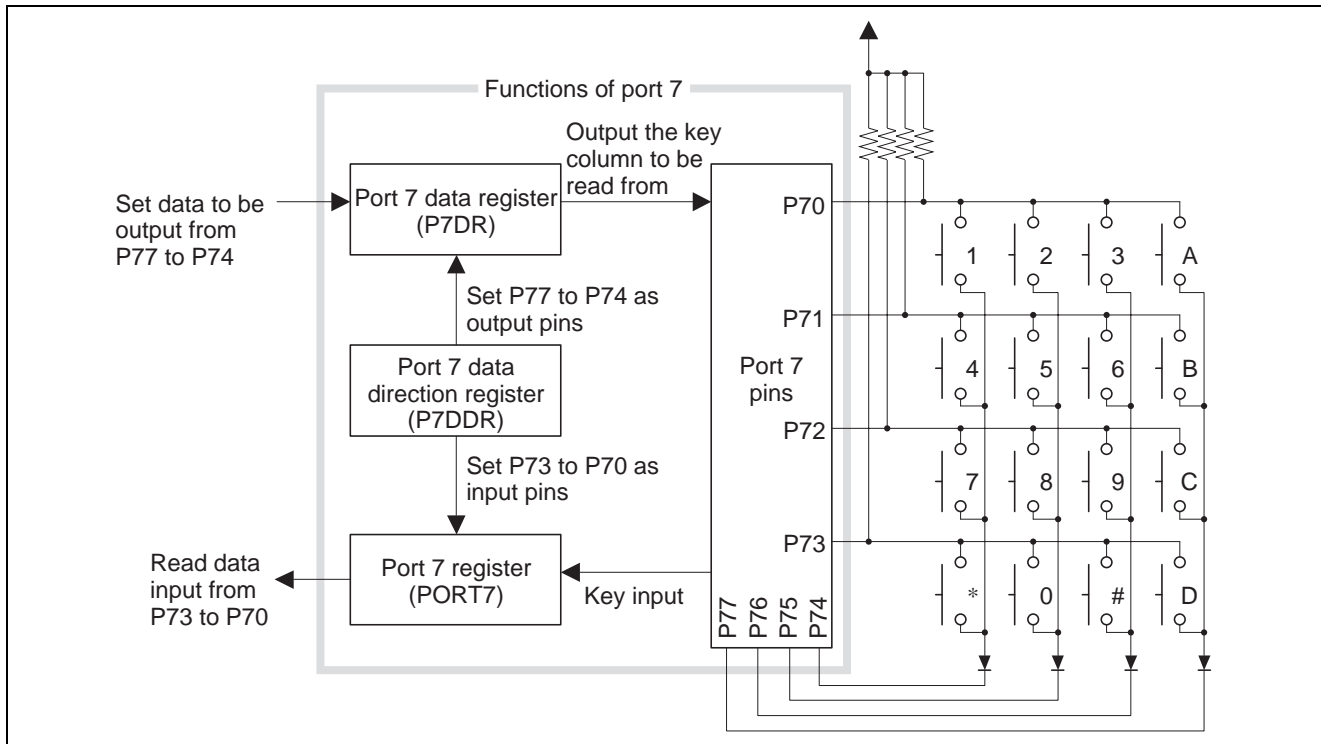 Functions of port 7
Output the key
column to be
read from
Set data to be
output from
P77 to P74
Port 7 data register
(P7DR)
Set P77 to P74 as
output pins
Port 7 data
direction register
(P7DDR)
Set P73 to P70 as
input pins
Read data
input from
P73 to P70
Port 7 register
(PORT7)
Key input
Port 7
pins
P70
P71
P72
P73
P77 P76 P75 P74
1 2 3 A
4 5 6 B
7 8 9 C
* 0 # D